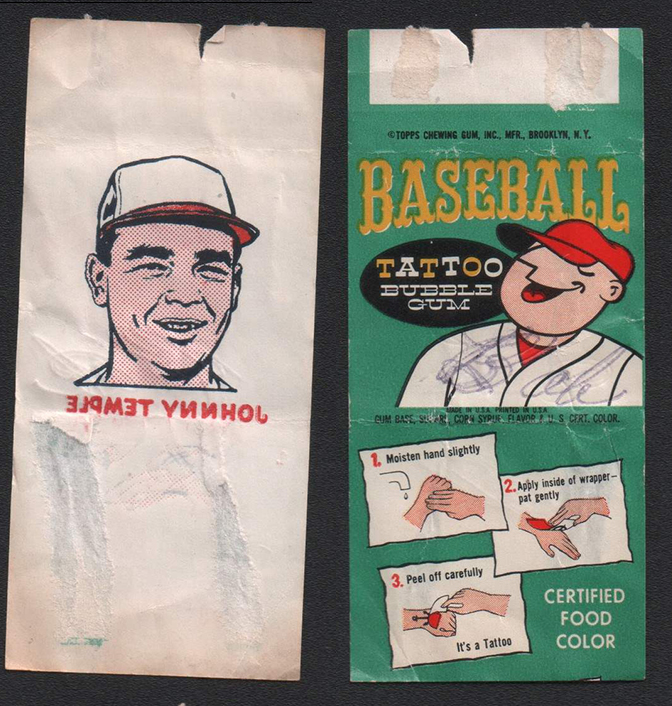 JOHNNY TEMPLE
©TOPPS CHEWING GUM, INC., MFR., BROOKLYN, N.Y.
BASEBALL
TATTOO
BUBBLE
GUM
MADE IN U.S.A. PRINTED IN U.S.A
GUM BASE, SUGAR, CORN SYRUP, FLAVOR & U.S. CERT. COLOR.
1. Moisten hand slightly
2. Apply inside of wrapper—
pat gently
3. Peel off carefully
It's a Tattoo
CERTIFIED
FOOD
COLOR